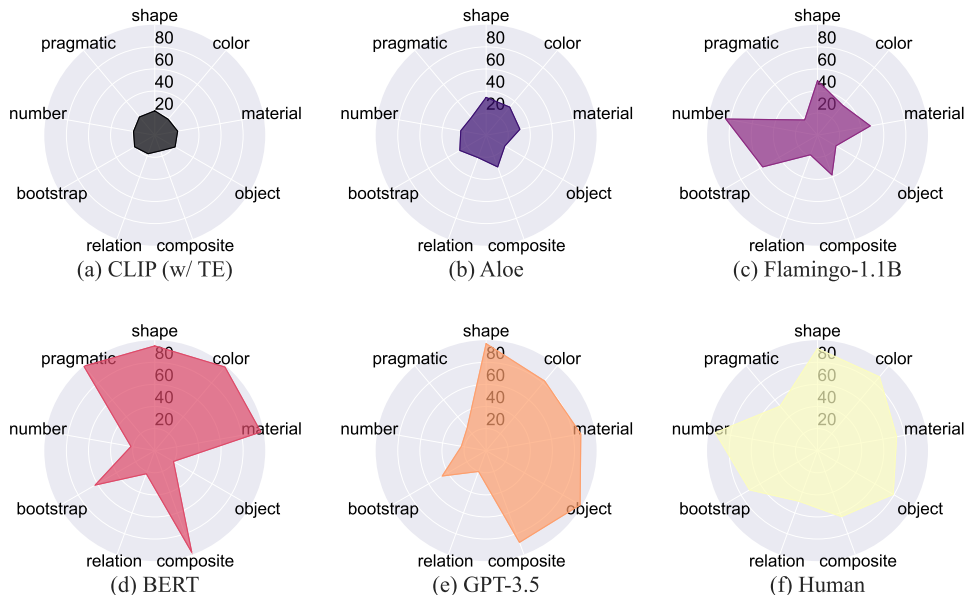 shape
pragmatic 80 color
60
40
number 20 material
bootstrap object
relation composite
(a) CLIP (w/ TE)
shape
pragmatic 80 color
60
40
number 20 material
bootstrap object
relation composite
(b) Aloe
shape
pragmatic 80 color
60
40
number 20 material
bootstrap object
relation composite
(c) Flamingo-1.1B
shape
pragmatic 80 color
60
40
20
number material
bootstrap object
relation composite
(d) BERT
shape
pragmatic 80 color
60
40
20
number material
bootstrap object
relation composite
(e) GPT-3.5
shape
pragmatic 80 color
60
40
20
number material
bootstrap object
relation composite
(f) Human